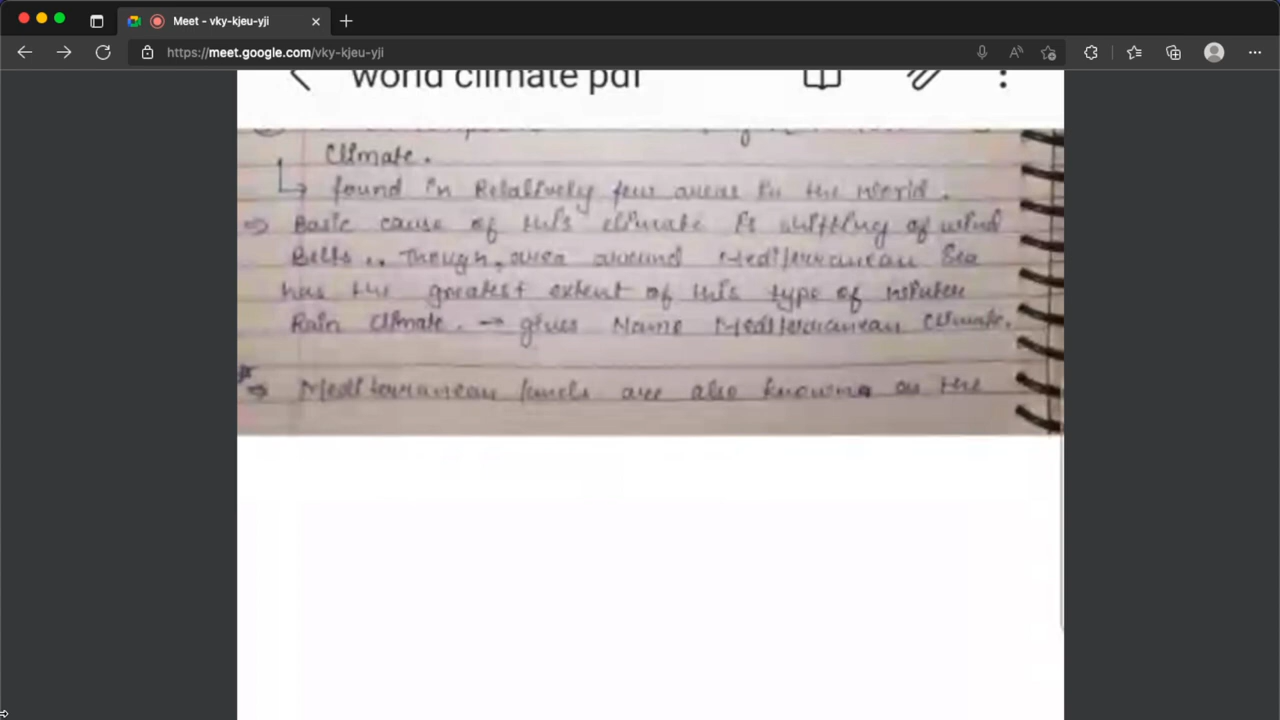 Meet - vky-kjeu-yji
https://meet.google.com/vky-kjeu-yji
world climate pdf
Climate.
↳ found in Relatively few areas in the world.
⇒ Basic cause of this climate is shifting of wind
Belts.. Though, area around Mediterranean Sea
has the greatest extent of this type of winter
Rain Climate. → gives Name Mediterranean Climate.
⇒ Mediterranean lands are also known as the